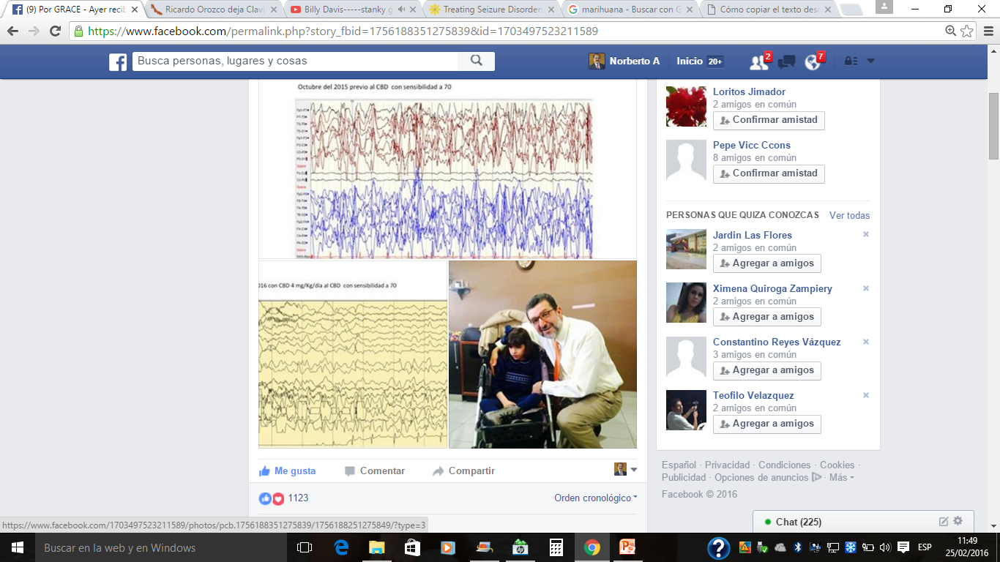 (9) Por GRACE - Ayer recib
Ricardo Orozco deja Clavi
Billy Davis-----stanky g
Treating Seizure Disorder
marihuana - Buscar con G
Cómo copiar el texto des
https://www.facebook.com/permalink.php?story_fbid=1756188351275839&id=1703497523211589
Busca personas, lugares y cosas
Norberto A
Inicio 20+
2
7
Octubre del 2015 previo al CBD con sensibilidad a 70
016 con CBD 4 mg/Kg/día al CBD con sensibilidad a 70
Me gusta
Comentar
Compartir
1123
Orden cronológico
Loritos Jimador
2 amigos en común
Confirmar amistad
Pepe Vicc Ccons
8 amigos en común
Confirmar amistad
PERSONAS QUE QUIZA CONOZCAS Ver todas
Jardin Las Flores
2 amigos en común
Agregar a amigos
Ximena Quiroga Zampiery
2 amigos en común
Agregar a amigos
Constantino Reyes Vázquez
3 amigos en común
Agregar a amigos
Teofilo Velazquez
2 amigos en común
Agregar a amigos
Español · Privacidad · Condiciones · Cookies ·
Publicidad · Opciones de anuncios · Más
Facebook © 2016
Chat (225)
https://www.facebook.com/1703497523211589/photos/pcb.1756188351275839/1756188251275849/?type=3
Buscar en la web y en Windows
ESP
11:49
25/02/2016